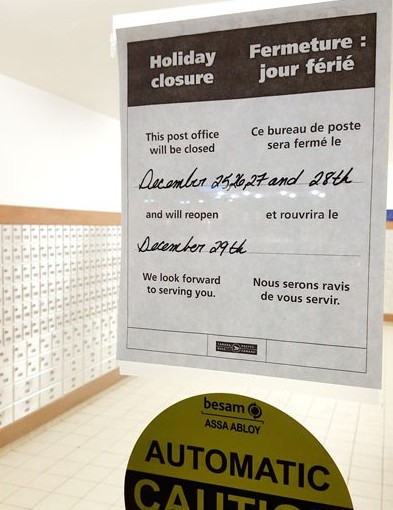 Holiday closure
Fermeture : jour férié
This post office will be closed
Ce bureau de poste sera fermé le
December 25,26,27 and 28th
and will reopen
et rouvrira le
December 29th
We look forward to serving you.
Nous serons ravis de vous servir.
besam
ASSA ABLOY
AUTOMATIC
CAUTION